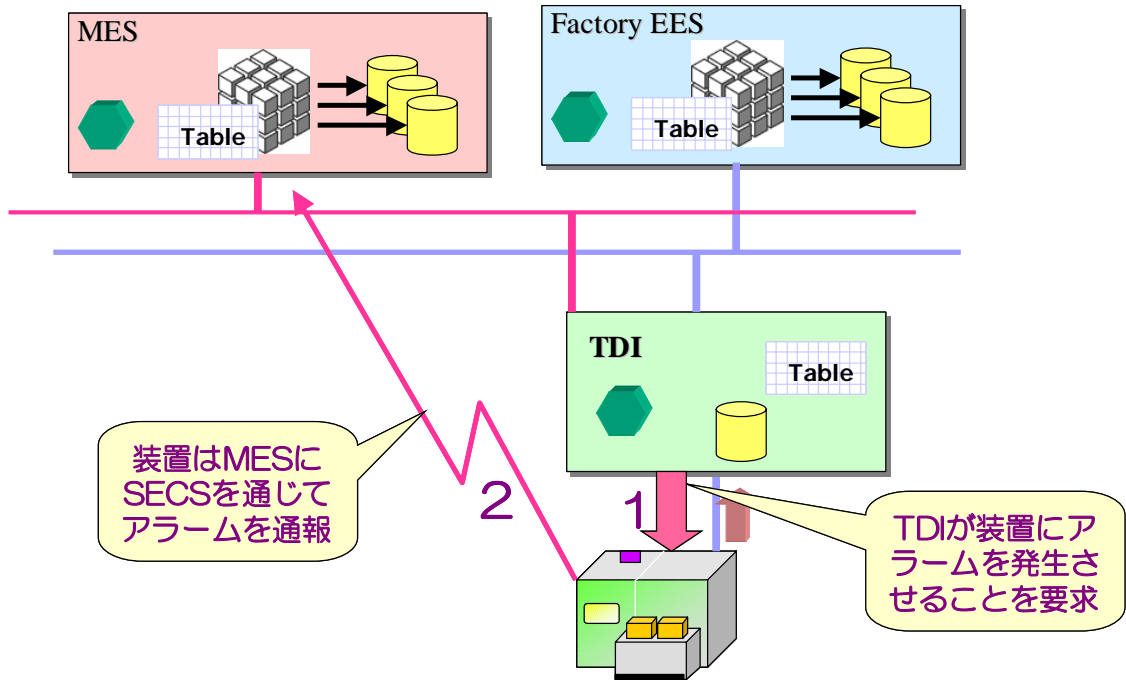 MES
Table
Factory EES
Table
TDI
Table
装置はMESに
SECSを通じて
アラームを通報
2
1
TDIが装置にア
ラームを発生さ
せることを要求